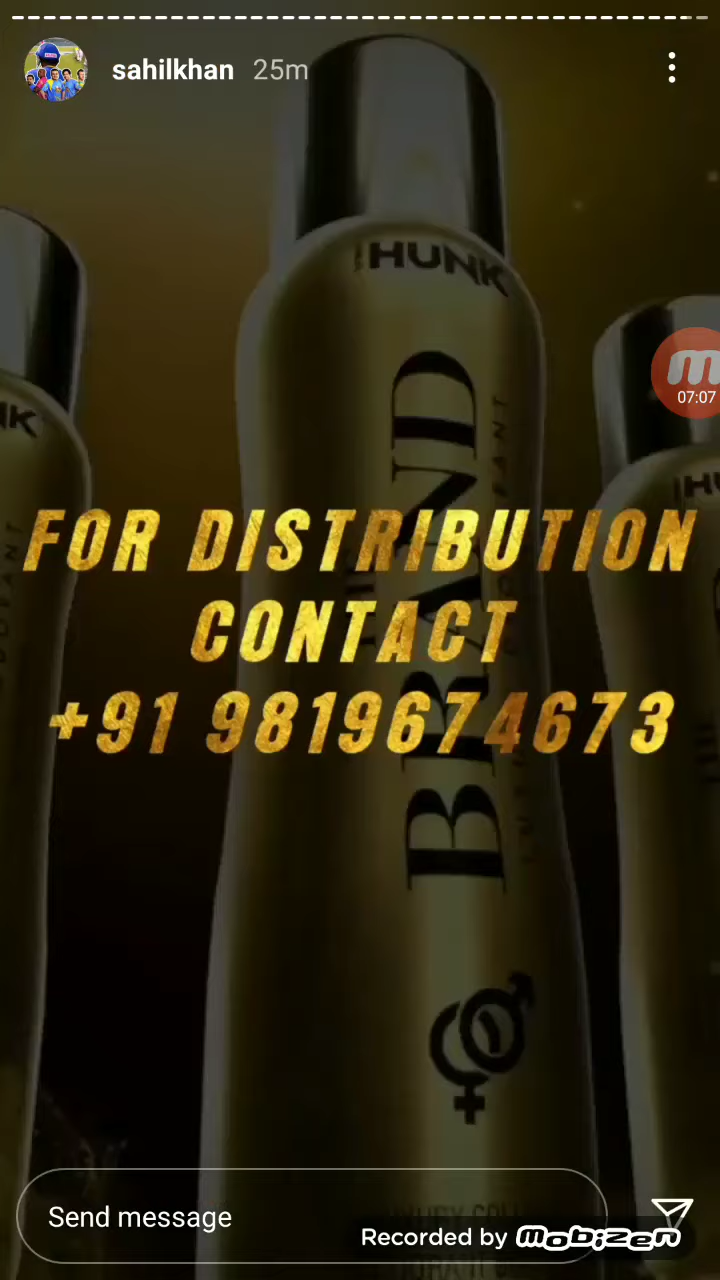 sahilkhan 25m
HUNK
BRAND
FOR DISTRIBUTION
CONTACT
+91 9819674673
07:07
Send message
Recorded by mobizen